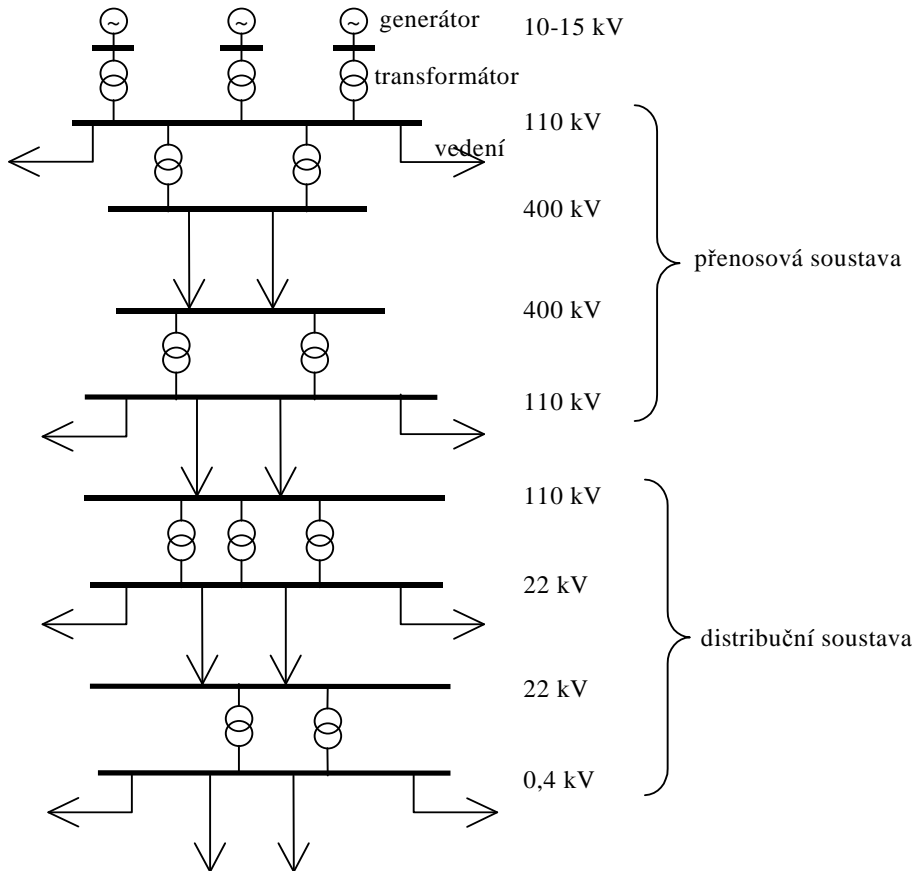 generátor 10-15 kV
~ ~ ~
transformátor
110 kV
vedení
400 kV
přenosová soustava
400 kV
110 kV
110 kV
22 kV
distribuční soustava
22 kV
0,4 kV